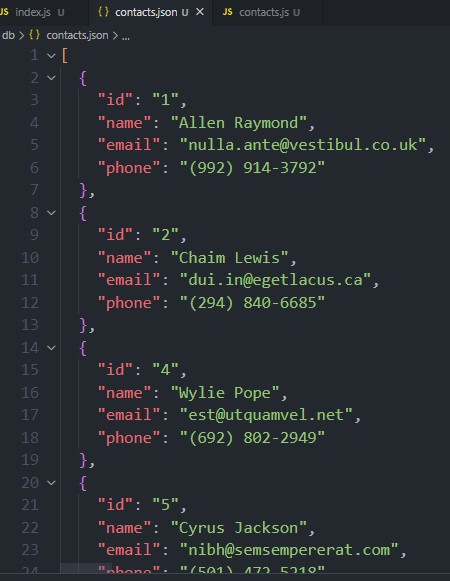 JS index.js U {} contacts.json U × JS contacts.js U
db > {} contacts.json > ...
1 [
2 {
3 "id": "1",
4 "name": "Allen Raymond",
5 "email": "nulla.ante@vestibul.co.uk",
6 "phone": "(992) 914-3792"
7 },
8 {
9 "id": "2",
10 "name": "Chaim Lewis",
11 "email": "dui.in@egetlacus.ca",
12 "phone": "(294) 840-6685"
13 },
14 {
15 "id": "4",
16 "name": "Wylie Pope",
17 "email": "est@utquamvel.net",
18 "phone": "(692) 802-2949"
19 },
20 {
21 "id": "5",
22 "name": "Cyrus Jackson",
23 "email": "nibh@semsempererat.com",
24 "phone": "(501) 472-5218"